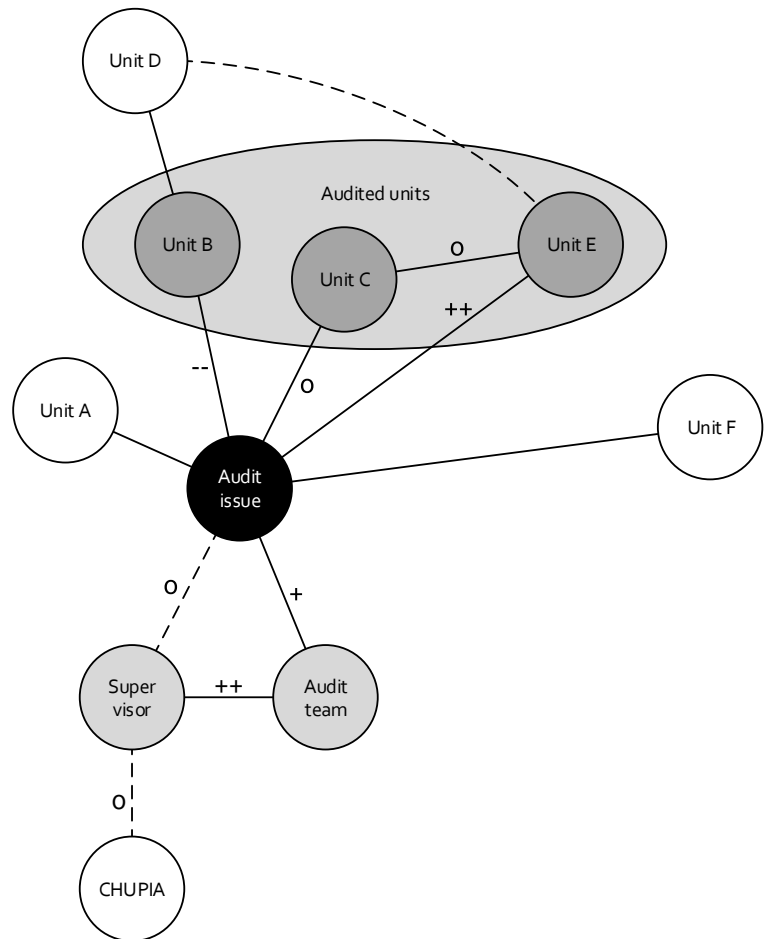 Unit D
Audited units
Unit B
Unit C
o
Unit E
++
--
o
Unit A
Unit F
Audit
issue
o
+
Super
visor
++
Audit
team
o
CHUPIA